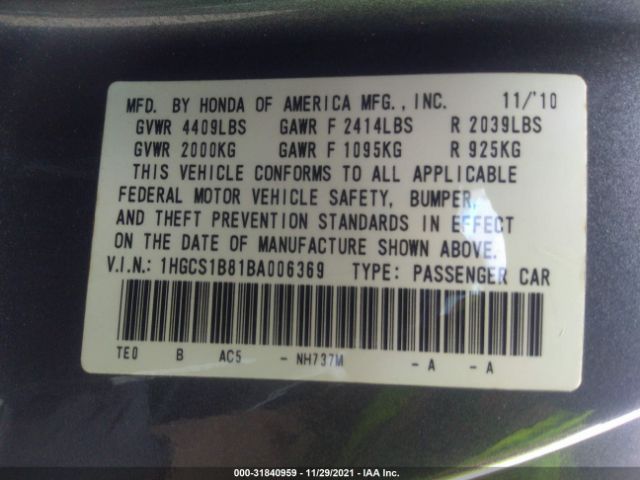 MFD. BY HONDA OF AMERICA MFG., INC. 11/'10
GVWR 4409LBS GAWR F 2414LBS R 2039LBS
GVWR 2000KG GAWR F 1095KG R 925KG
THIS VEHICLE CONFORMS TO ALL APPLICABLE
FEDERAL MOTOR VEHICLE SAFETY, BUMPER,
AND THEFT PREVENTION STANDARDS IN EFFECT
ON THE DATE OF MANUFACTURE SHOWN ABOVE.
V.I.N.: 1HGCS1B81BA006369 TYPE: PASSENGER CAR
TE0 B AC5 - NH737M - A - A
000-31840959 - 11/29/2021 - IAA Inc.